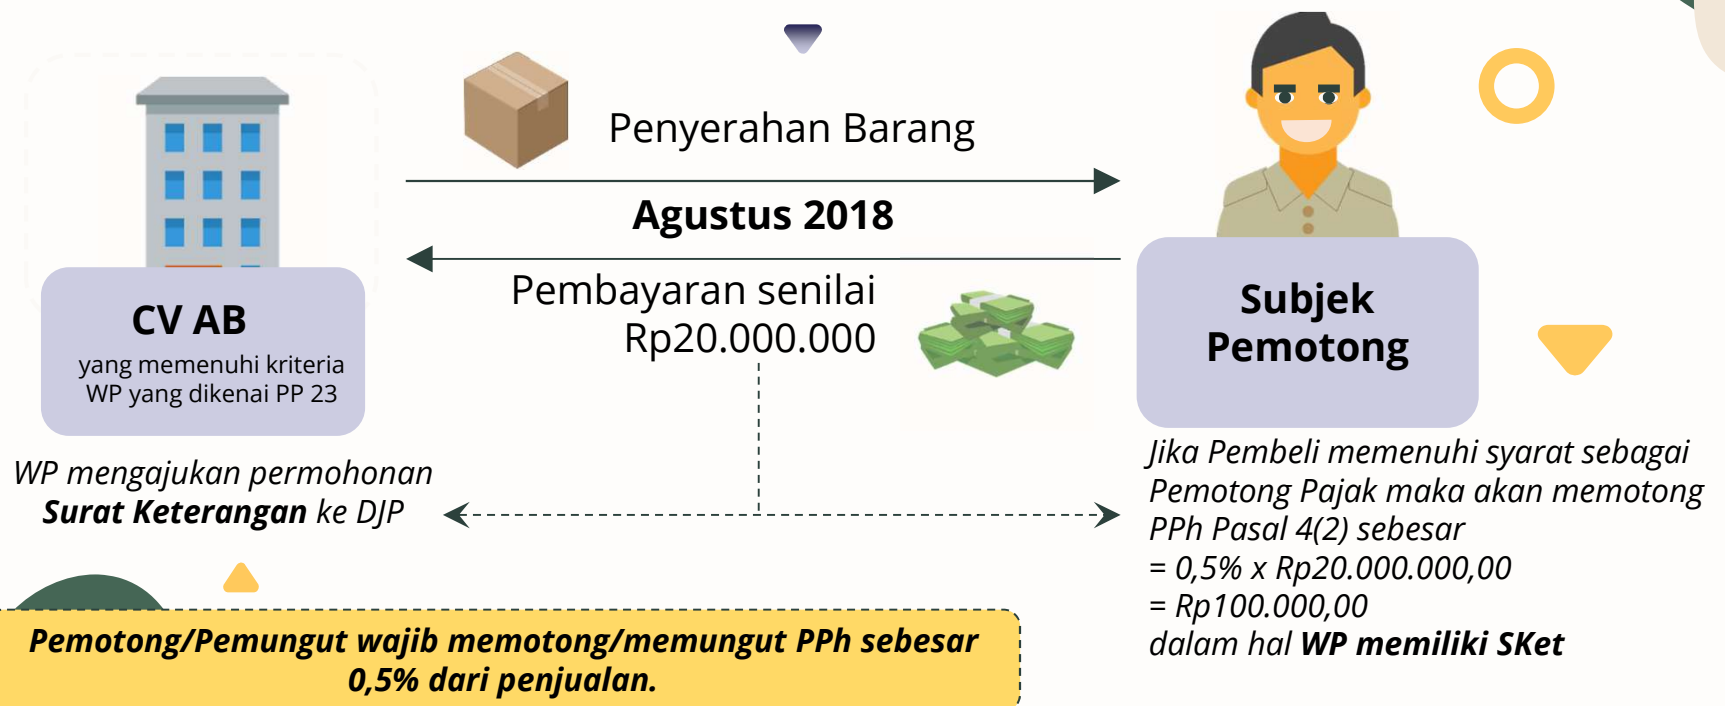 Penyerahan Barang
Agustus 2018
Pembayaran senilai
Rp20.000.000
CV AB
yang memenuhi kriteria
WP yang dikenai PP 23
Subjek
Pemotong
WP mengajukan permohonan
Surat Keterangan ke DJP
Jika Pembeli memenuhi syarat sebagai
Pemotong Pajak maka akan memotong
PPh Pasal 4(2) sebesar
= 0,5% x Rp20.000.000,00
= Rp100.000,00
dalam hal WP memiliki SKet
Pemotong/Pemungut wajib memotong/memungut PPh sebesar
0,5% dari penjualan.